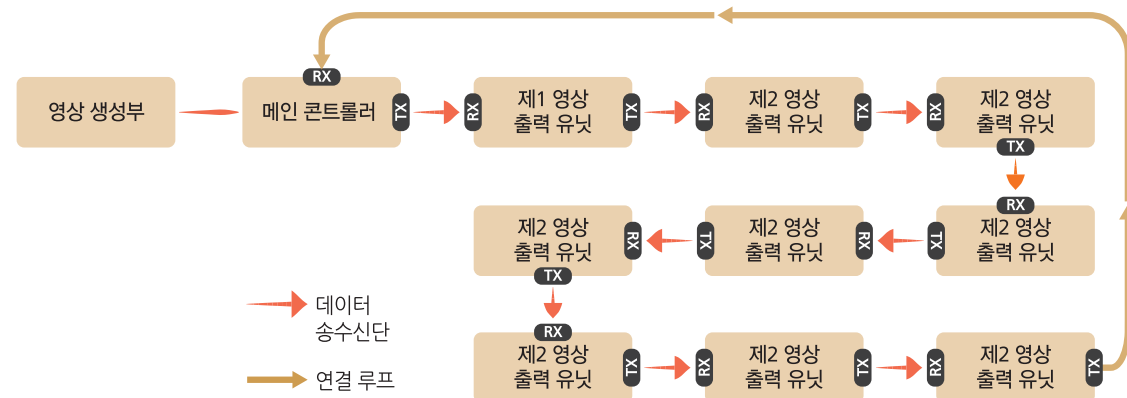 RX
영상 생성부
메인 콘트롤러
TX
RX
제1 영상
출력 유닛
TX
RX
제2 영상
출력 유닛
TX
RX
제2 영상
출력 유닛
TX
RX
제2 영상
출력 유닛
TX
RX
제2 영상
출력 유닛
TX
RX
제2 영상
출력 유닛
TX
RX
제2 영상
출력 유닛
TX
RX
제2 영상
출력 유닛
TX
RX
제2 영상
출력 유닛
TX
데이터
송수신단
연결 루프